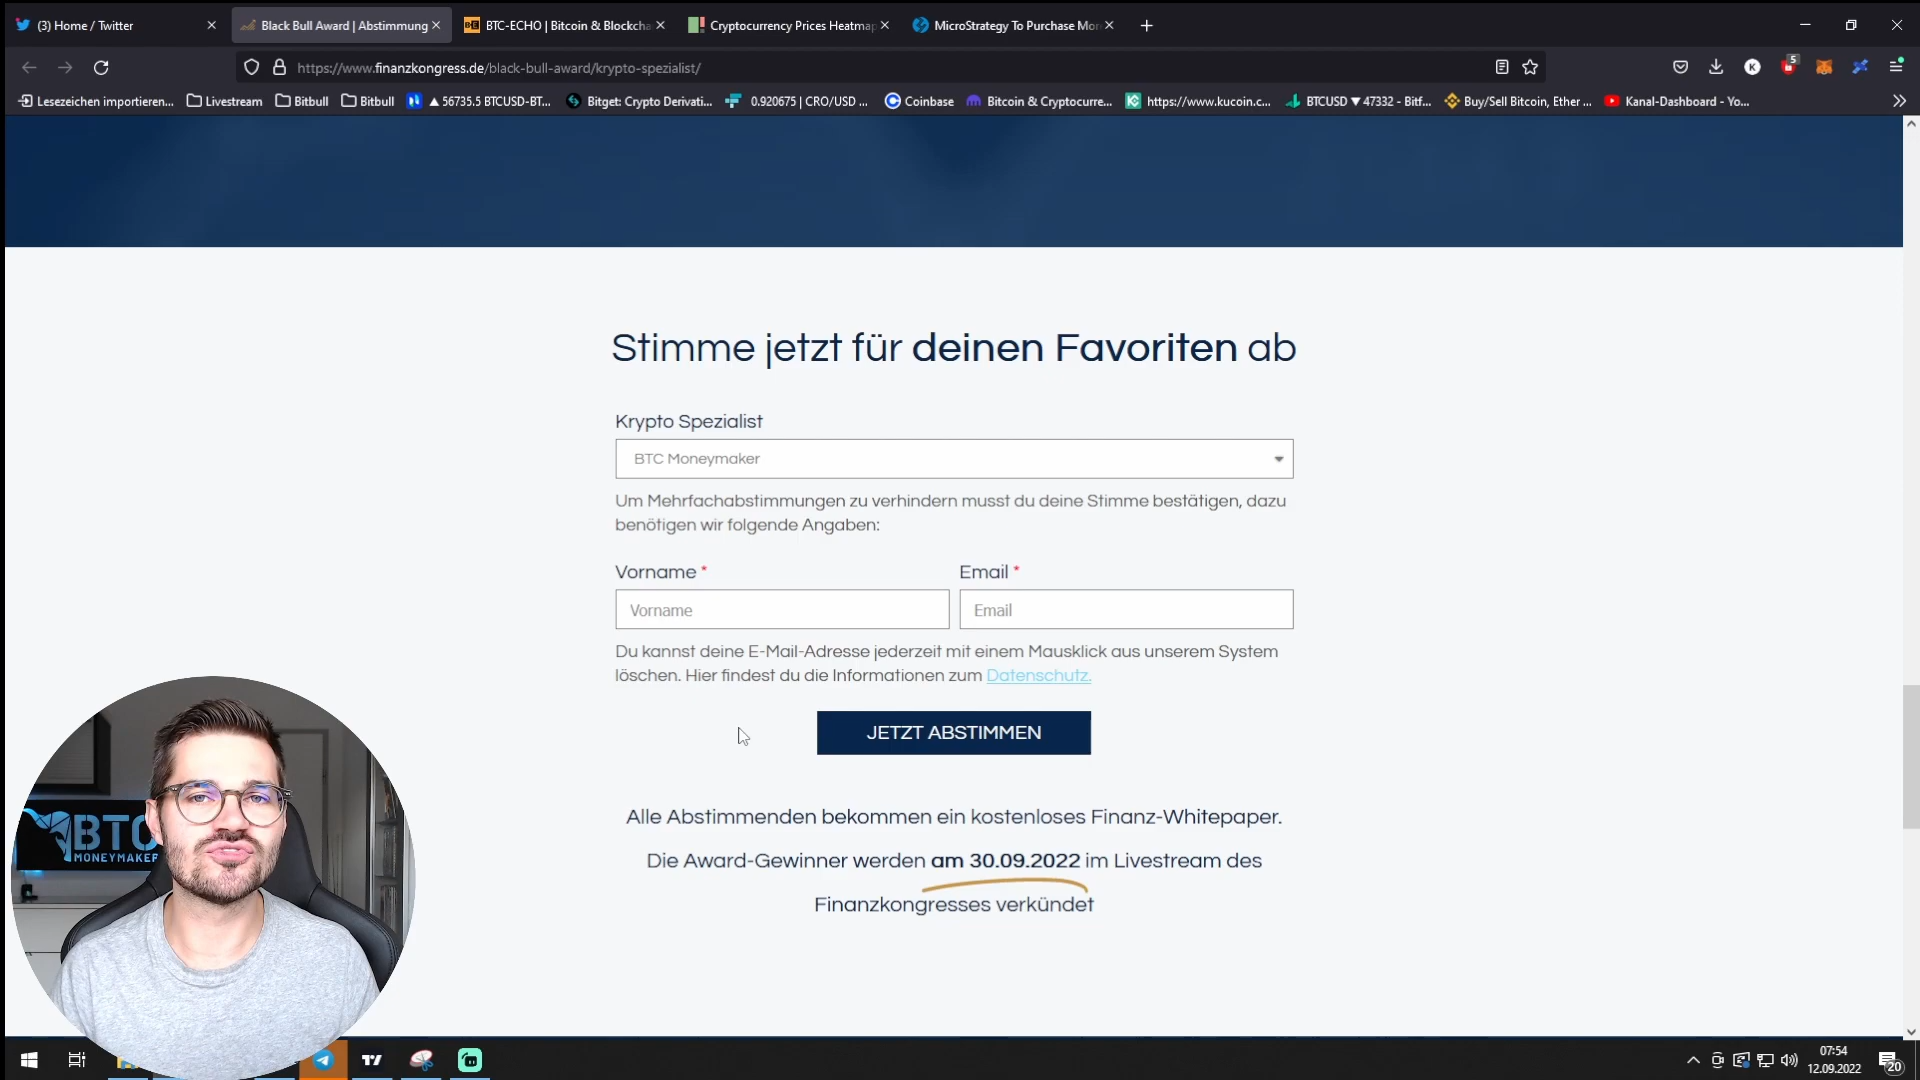 (3) Home / Twitter
Black Bull Award | Abstimmung
BTC-ECHO | Bitcoin & Blockcha
Cryptocurrency Prices Heatmap
MicroStrategy To Purchase Mor
https://www.finanzkongress.de/black-bull-award/krypto-spezialist/
K
5
Lesezeichen importieren...
Livestream
Bitbull
Bitbull
▲ 56735.5 BTCUSD-BT...
Bitget: Crypto Derivati...
0.920675 | CRO/USD ...
Coinbase
Bitcoin & Cryptocurre...
https://www.kucoin.c...
BTCUSD ▼ 47332 - Bitf...
Buy/Sell Bitcoin, Ether ...
Kanal-Dashboard - Yo...
Stimme jetzt für deinen Favoriten ab
Krypto Spezialist
BTC Moneymaker
Um Mehrfachabstimmungen zu verhindern musst du deine Stimme bestätigen, dazu
benötigen wir folgende Angaben:
Vorname *
Email *
Vorname
Email
Du kannst deine E-Mail-Adresse jederzeit mit einem Mausklick aus unserem System
löschen. Hier findest du die Informationen zum Datenschutz.
JETZT ABSTIMMEN
Alle Abstimmenden bekommen ein kostenloses Finanz-Whitepaper.
Die Award-Gewinner werden am 30.09.2022 im Livestream des
Finanzkongresses verkündet
BTC
MONEYMAKER
07:54
12.09.2022
20